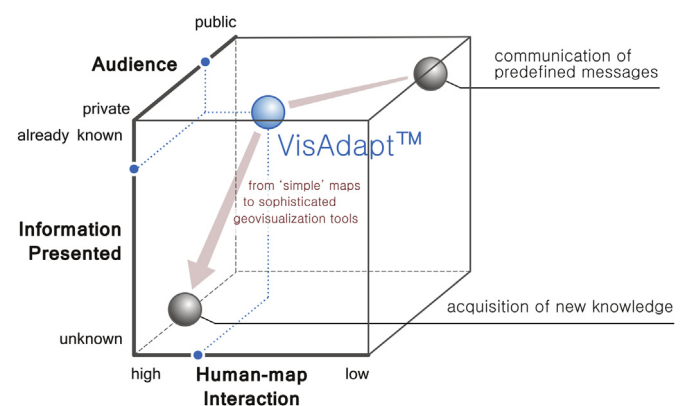 public
Audience
communication of
predefined messages
private
already known
VisAdapt™
from 'simple' maps
to sophisticated
geovisualization tools
Information
Presented
acquisition of new knowledge
unknown
high
Human-map
Interaction
low